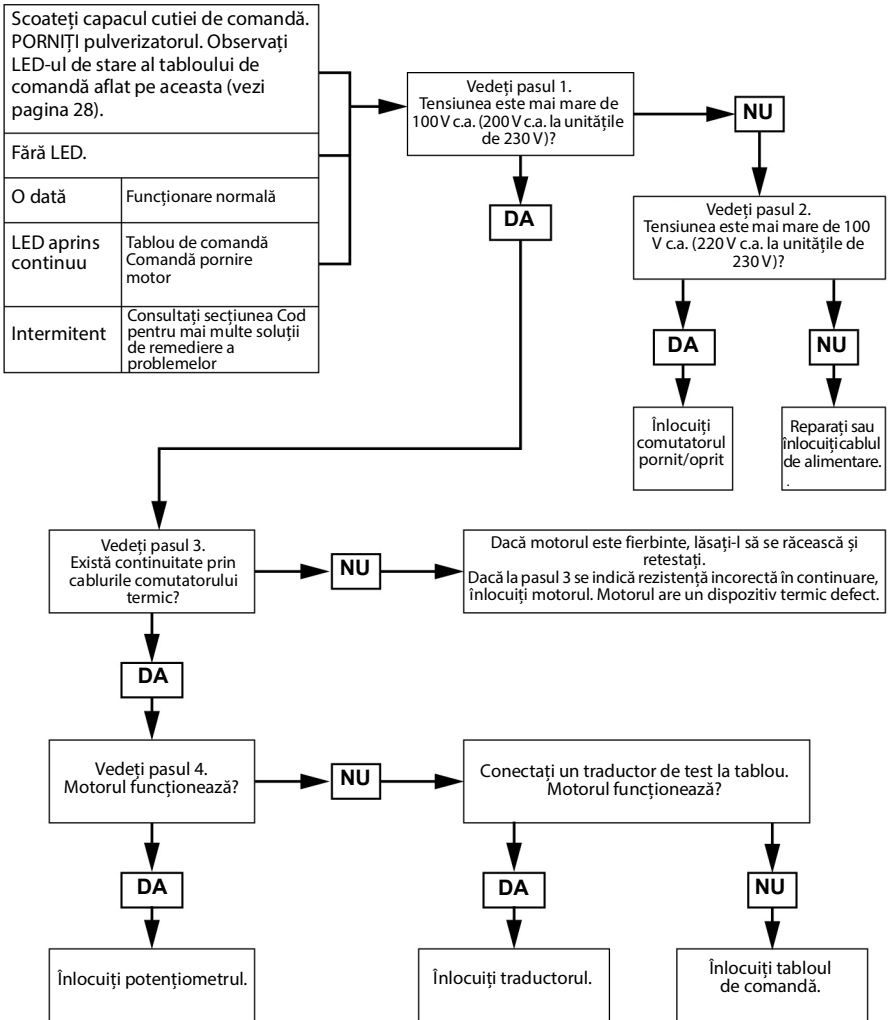 Scoateți capacul cutiei de comandă.
PORNIȚI pulverizatorul. Observați
LED-ul de stare al tabloului de
comandă aflat pe aceasta (vezi
pagina 28).
Fără LED.
O dată
Funcționare normală
LED aprins
continuu
Tablou de comandă
Comandă pornire
motor
Intermitent
Consultați secțiunea Cod
pentru mai multe soluții
de remediere a
problemelor
Vedeți pasul 1.
Tensiunea este mai mare de
100 V c.a. (200 V c.a. la unitățile
de 230 V)?
NU
DA
Vedeți pasul 2.
Tensiunea este mai mare de 100
V c.a. (220 V c.a. la unitățile de
230 V)?
DA
NU
Înlocuiți
comutatorul
pornit/oprit
Reparați sau
înlocuiți cablul
de alimentare.
.
Vedeți pasul 3.
Există continuitate prin
cablurile comutatorului
termic?
NU
Dacă motorul este fierbinte, lăsați-l să se răcească și
retestați.
Dacă la pasul 3 se indică rezistență incorectă în continuare,
înlocuiți motorul. Motorul are un dispozitiv termic defect.
DA
Vedeți pasul 4.
Motorul funcționează?
NU
Conectați un traductor de test la tablou.
Motorul funcționează?
DA
DA
NU
Înlocuiți potențiometrul.
Înlocuiți traductorul.
Înlocuiți tabloul
de comandă.